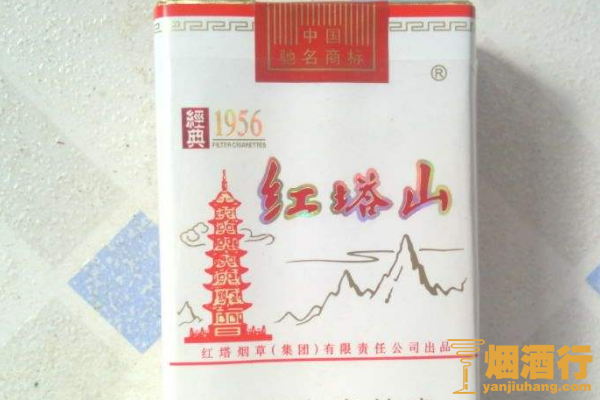 中国
驰名商标
®
經典 1956
FILTER CIGARETTES
红塔山
红塔烟草(集团)有限责任公司出品
烟酒行
yanjiuhang.com